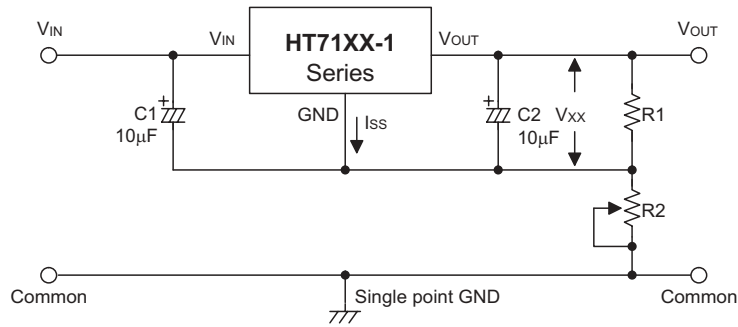 VIN
VIN
HT71XX-1
Series
VOUT
VOUT
GND
ISS
C1
10μF
C2
10μF
VXX
R1
R2
Common
Single point GND
Common